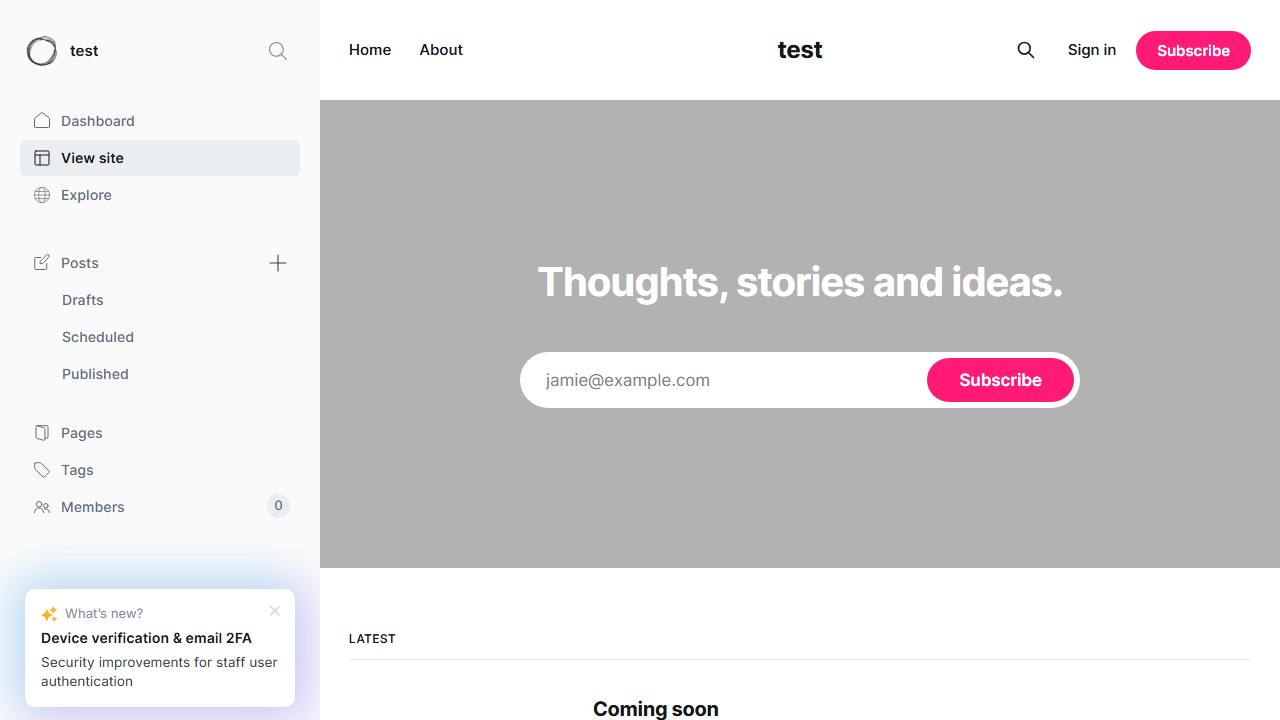 test
Dashboard
View site
Explore
Posts
Drafts
Scheduled
Published
Pages
Tags
Members
0
What's new?
Device verification & email 2FA
Security improvements for staff user
authentication
Home
About
test
Sign in
Subscribe
Thoughts, stories and ideas.
jamie@example.com
Subscribe
LATEST
Coming soon